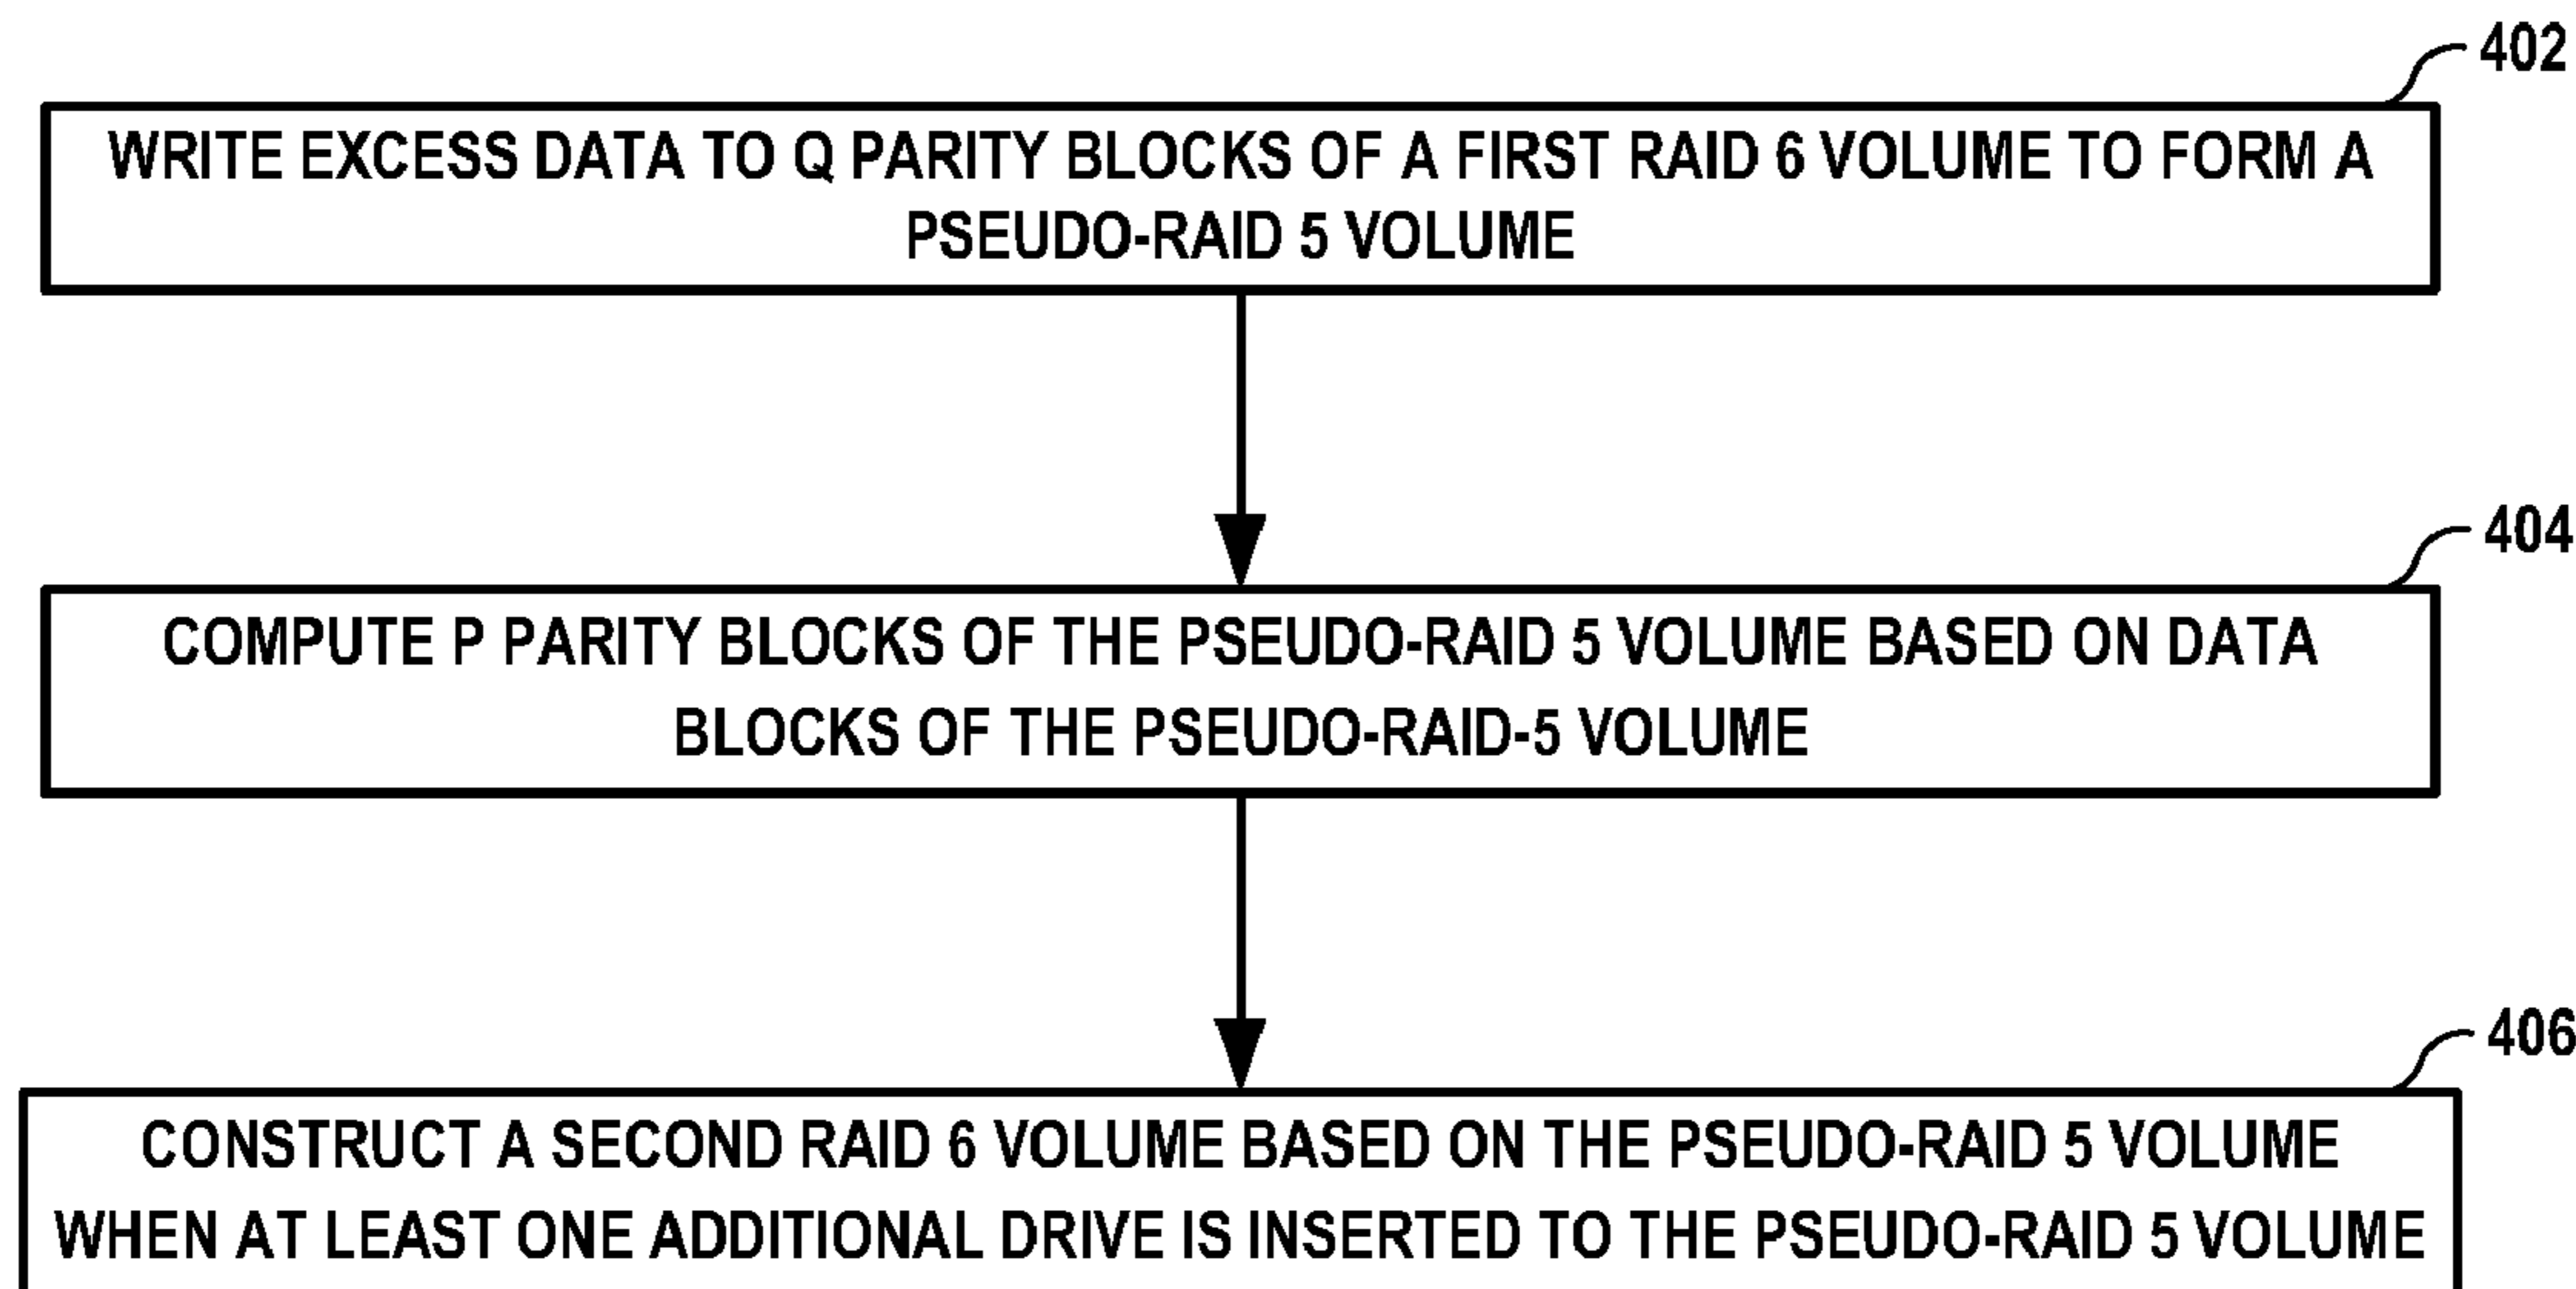 402
WRITE EXCESS DATA TO Q PARITY BLOCKS OF A FIRST RAID 6 VOLUME TO FORM A
PSEUDO-RAID 5 VOLUME
404
COMPUTE P PARITY BLOCKS OF THE PSEUDO-RAID 5 VOLUME BASED ON DATA
BLOCKS OF THE PSEUDO-RAID-5 VOLUME
406
CONSTRUCT A SECOND RAID 6 VOLUME BASED ON THE PSEUDO-RAID 5 VOLUME
WHEN AT LEAST ONE ADDITIONAL DRIVE IS INSERTED TO THE PSEUDO-RAID 5 VOLUME